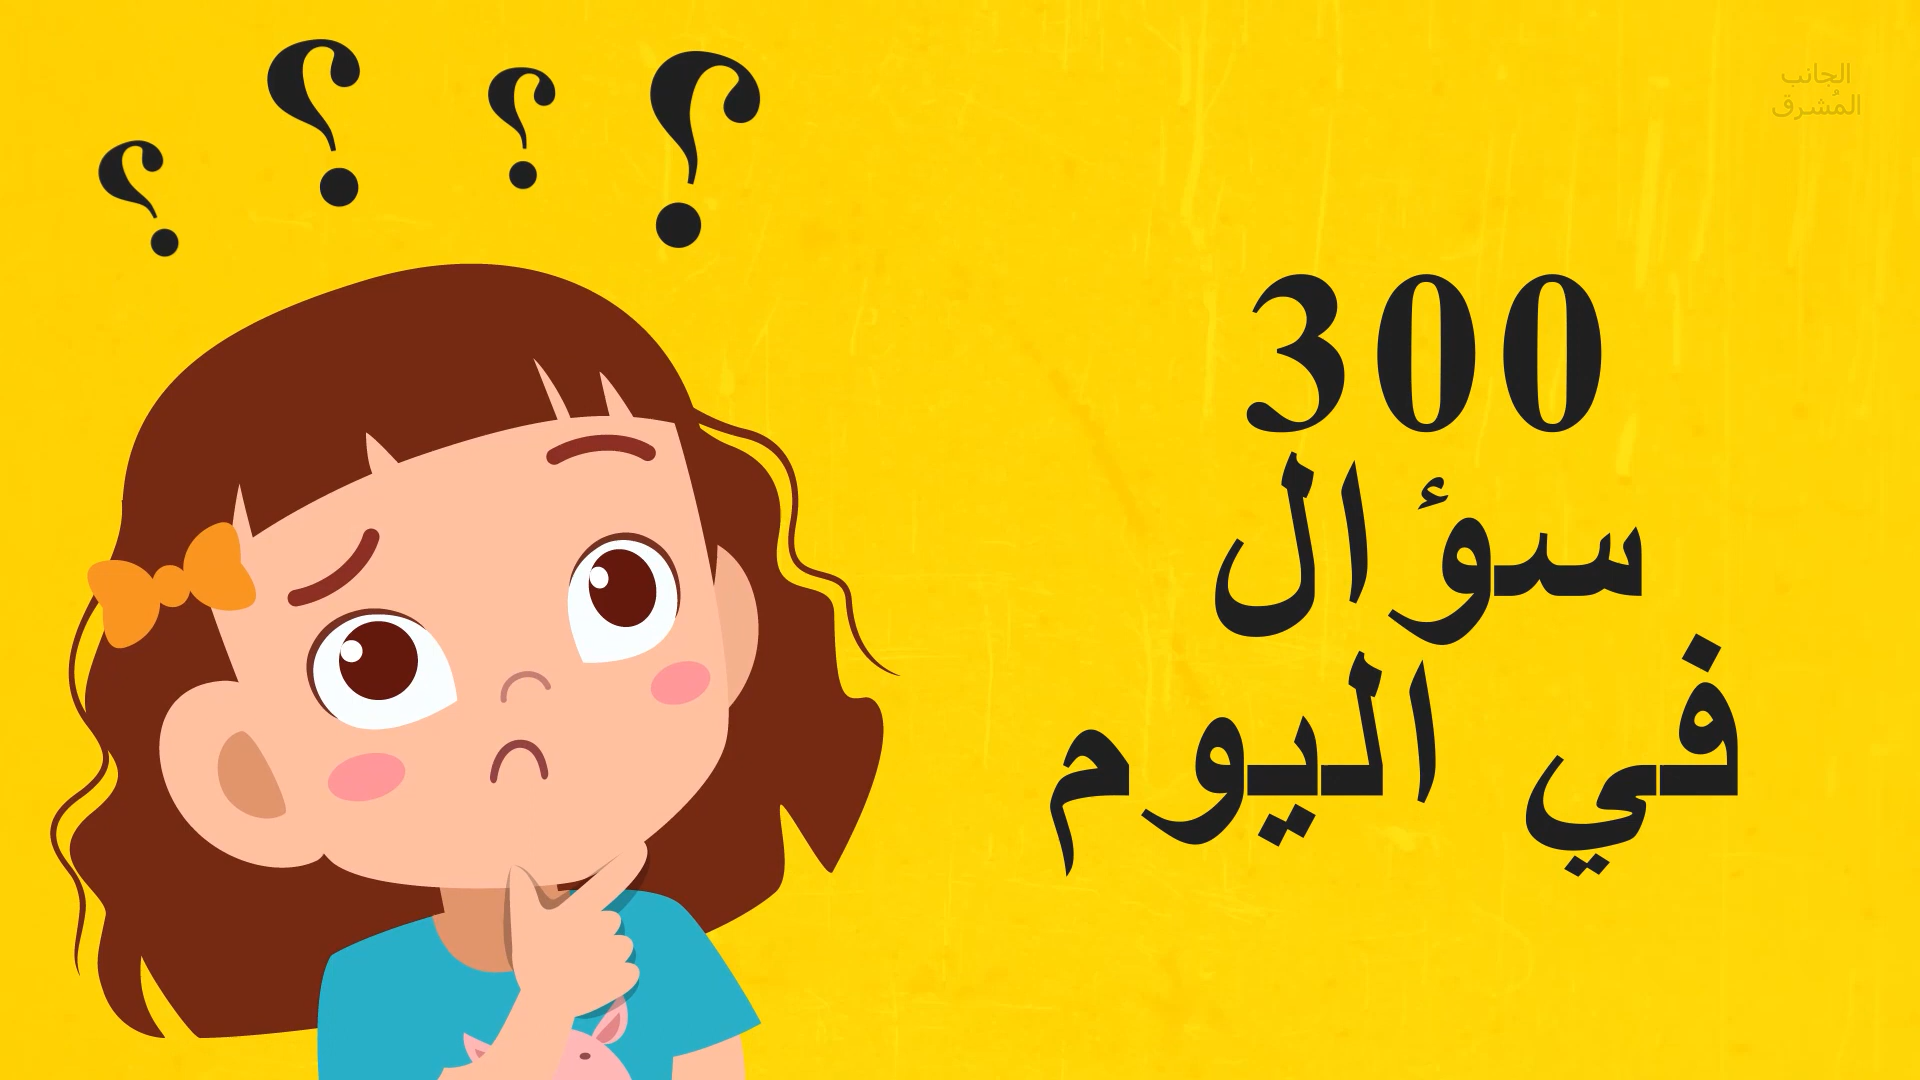 ؟ ؟ ؟ ؟
الجانب
المُشرق
300
سؤال
في اليوم